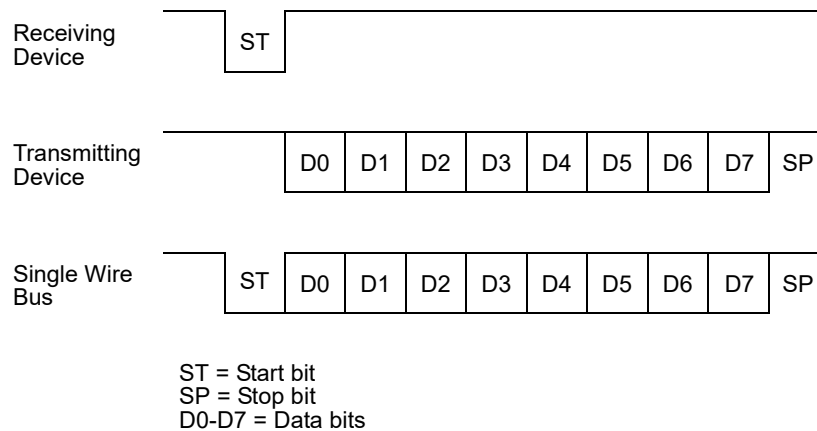 Receiving
Device
ST
Transmitting
Device
D0 D1 D2 D3 D4 D5 D6 D7 SP
Single Wire
Bus
ST D0 D1 D2 D3 D4 D5 D6 D7 SP
ST = Start bit
SP = Stop bit
D0-D7 = Data bits